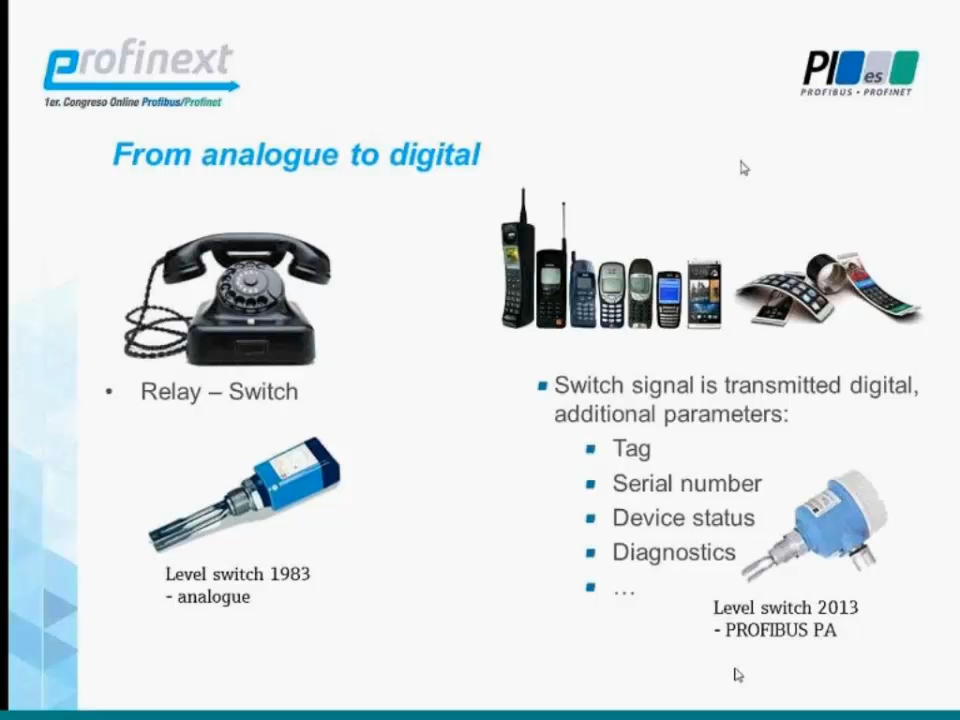 profinext
1er. Congreso Online Profibus/Profinet
PI es
PROFIBUS • PROFINET
From analogue to digital
• Relay – Switch
Level switch 1983
- analogue
Switch signal is transmitted digital,
additional parameters:
Tag
Serial number
Device status
Diagnostics
…
Level switch 2013
- PROFIBUS PA